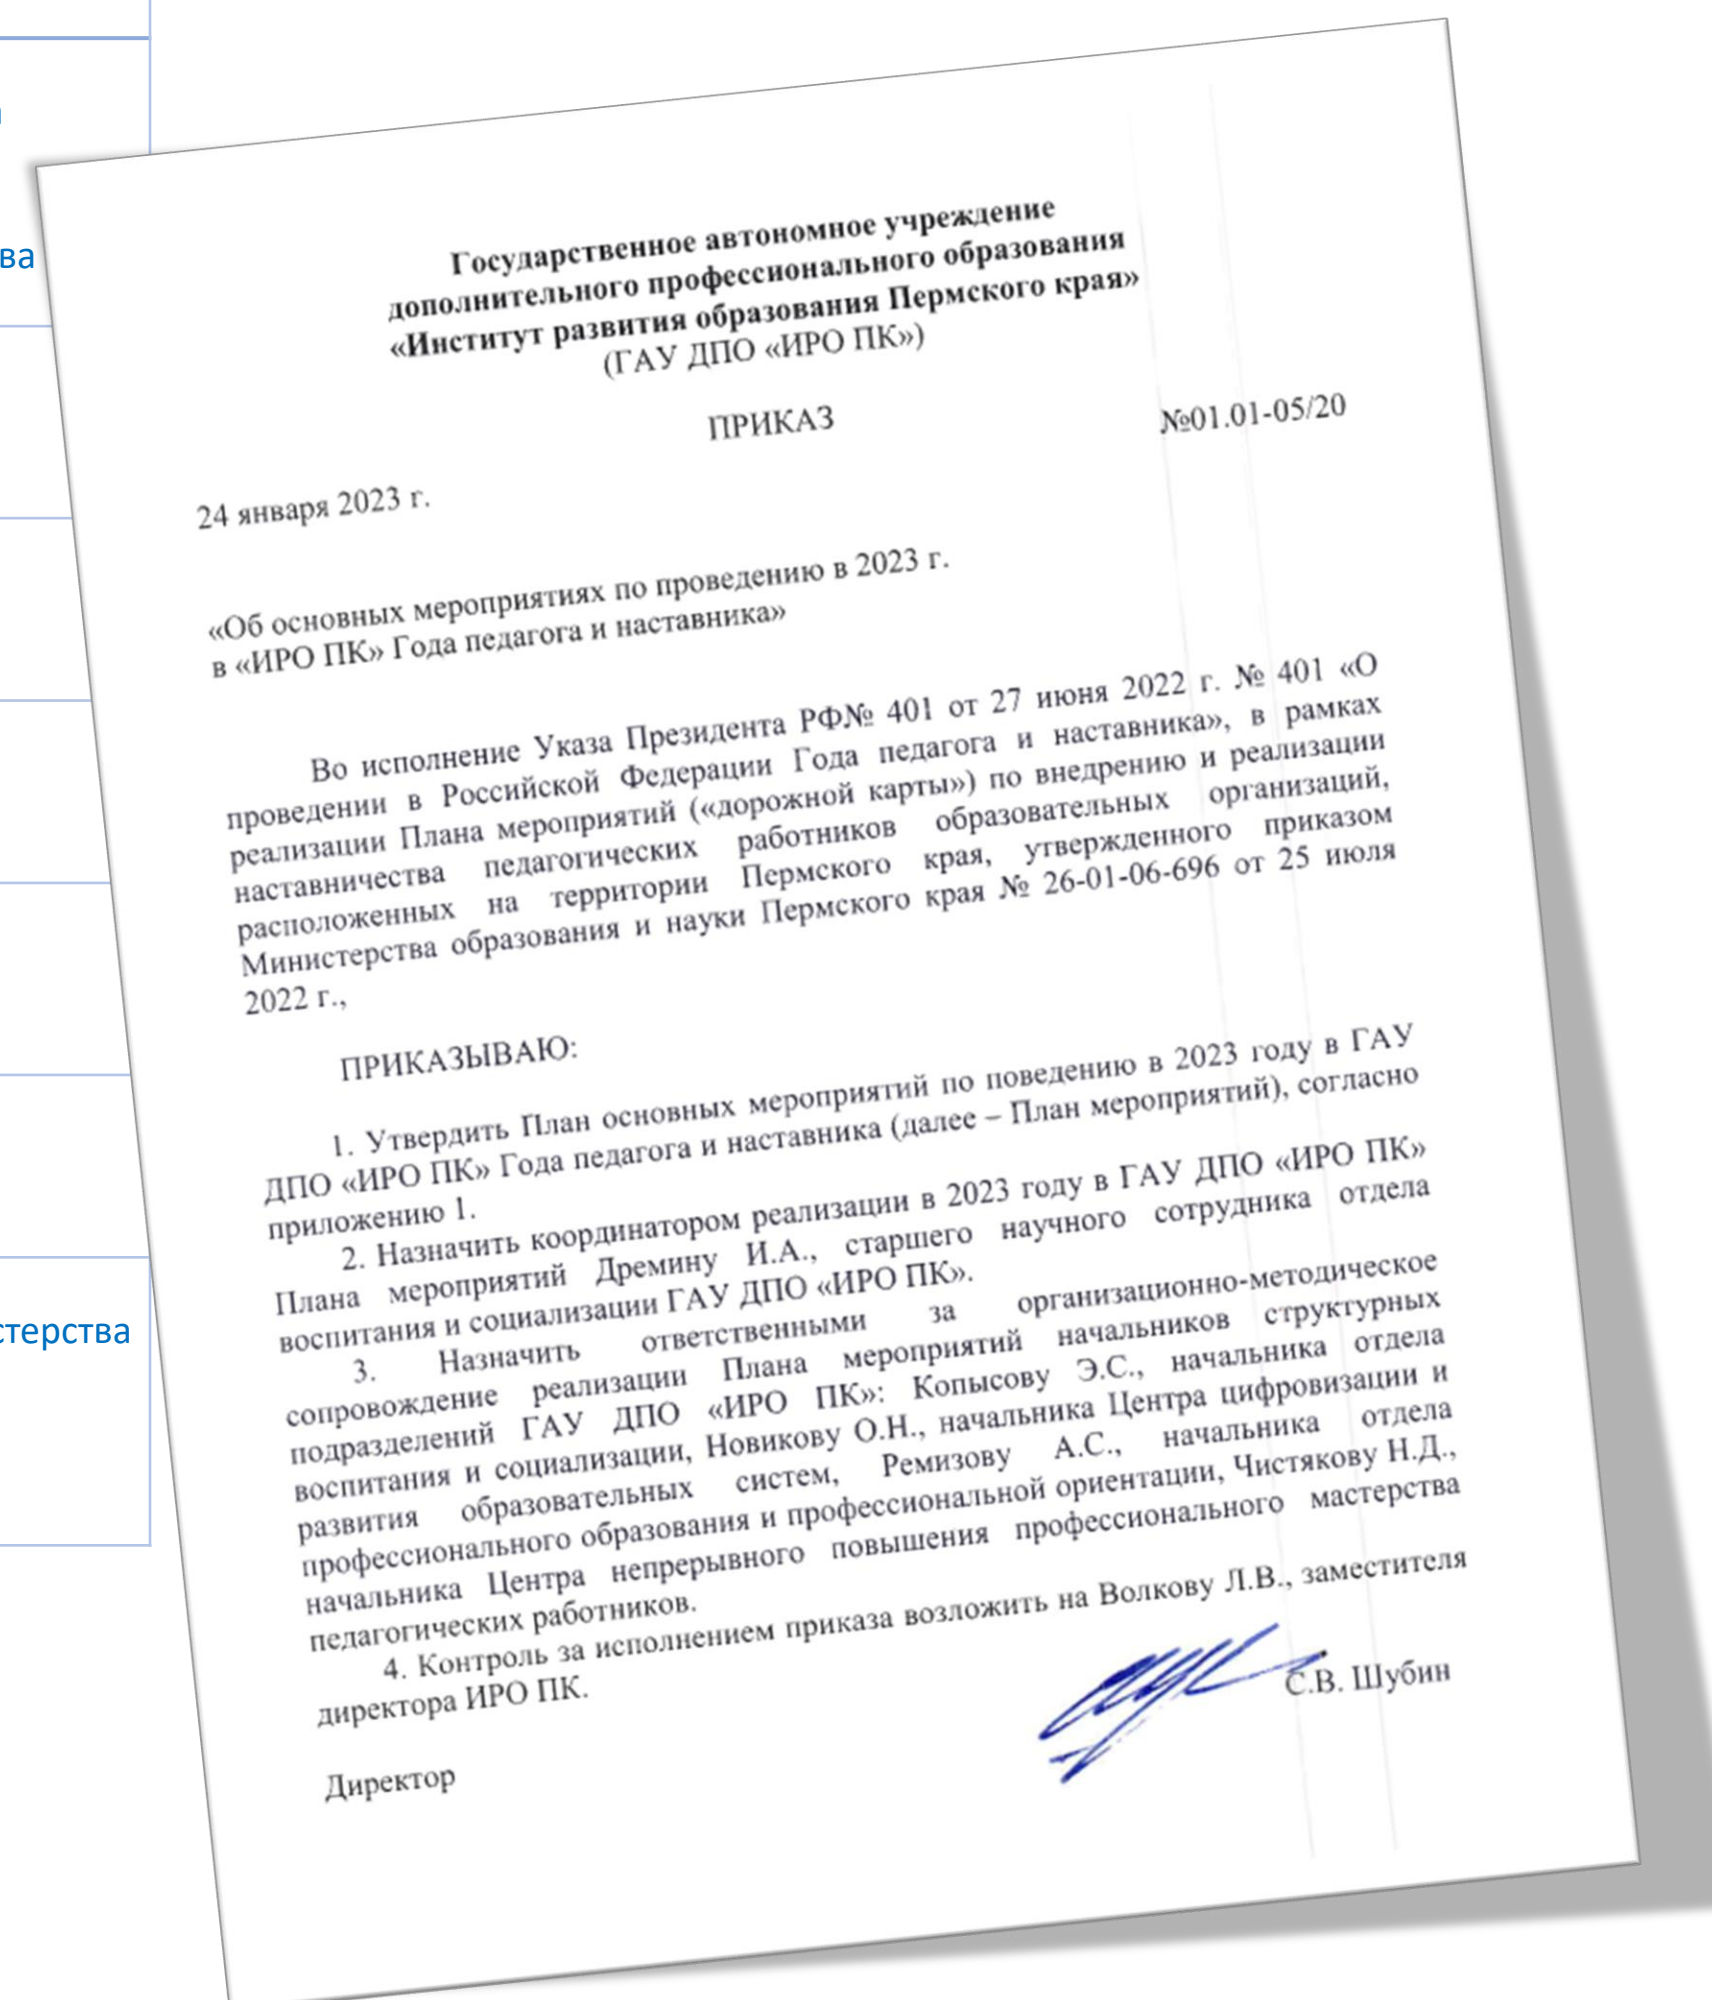 ва
стерства
Государственное автономное учреждение
дополнительного профессионального образования
«Институт развития образования Пермского края»
(ГАУ ДПО «ИРО ПК»)
ПРИКАЗ
№01.01-05/20
24 января 2023 г.
«Об основных мероприятиях по проведению в 2023 г.
в «ИРО ПК» Года педагога и наставника»
Во исполнение Указа Президента РФ№ 401 от 27 июня 2022 г. № 401 «О
проведении в Российской Федерации Года педагога и наставника», в рамках
реализации Плана мероприятий («дорожной карты») по внедрению и реализации
наставничества педагогических работников образовательных организаций,
расположенных на территории Пермского края, утвержденного приказом
Министерства образования и науки Пермского края № 26-01-06-696 от 25 июля
2022 г.,
ПРИКАЗЫВАЮ:
1. Утвердить План основных мероприятий по поведению в 2023 году в ГАУ
ДПО «ИРО ПК» Года педагога и наставника (далее – План мероприятий), согласно
приложению 1.
2. Назначить координатором реализации в 2023 году в ГАУ ДПО «ИРО ПК»
Плана мероприятий Дремину И.А., старшего научного сотрудника отдела
воспитания и социализации ГАУ ДПО «ИРО ПК».
3. Назначить ответственными за организационно-методическое
сопровождение реализации Плана мероприятий начальников структурных
подразделений ГАУ ДПО «ИРО ПК»: Копысову Э.С., начальника отдела
воспитания и социализации, Новикову О.Н., начальника Центра цифровизации и
развития образовательных систем, Ремизову А.С., начальника отдела
профессионального образования и профессиональной ориентации, Чистякову Н.Д.,
начальника Центра непрерывного повышения профессионального мастерства
педагогических работников.
4. Контроль за исполнением приказа возложить на Волкову Л.В., заместителя
директора ИРО ПК.
Директор
С.В. Шубин